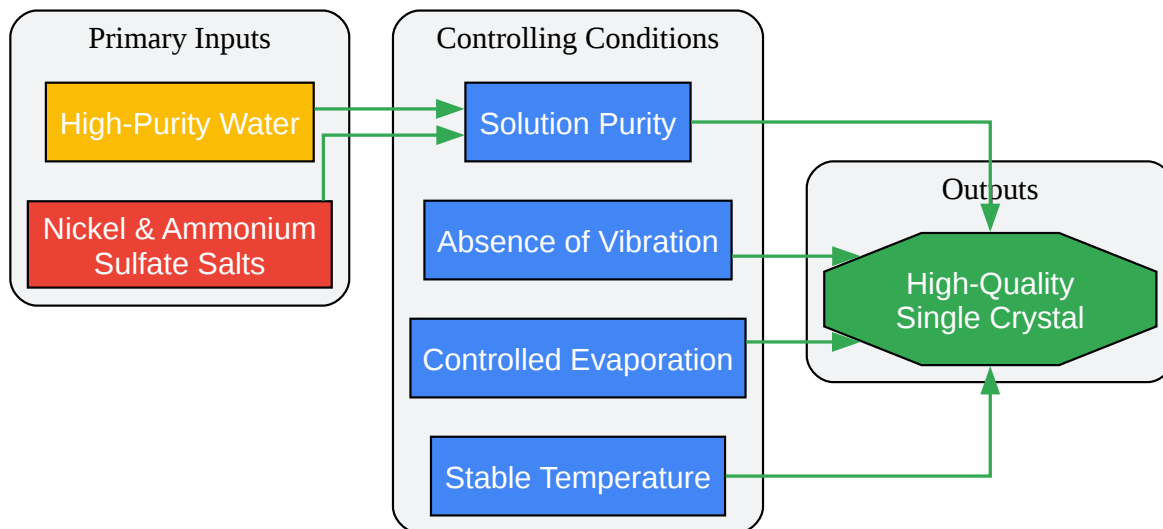 Primary Inputs
High-Purity Water
Nickel & Ammonium
Sulfate Salts
Controlling Conditions
Solution Purity
Absence of Vibration
Controlled Evaporation
Stable Temperature
Outputs
High-Quality
Single Crystal